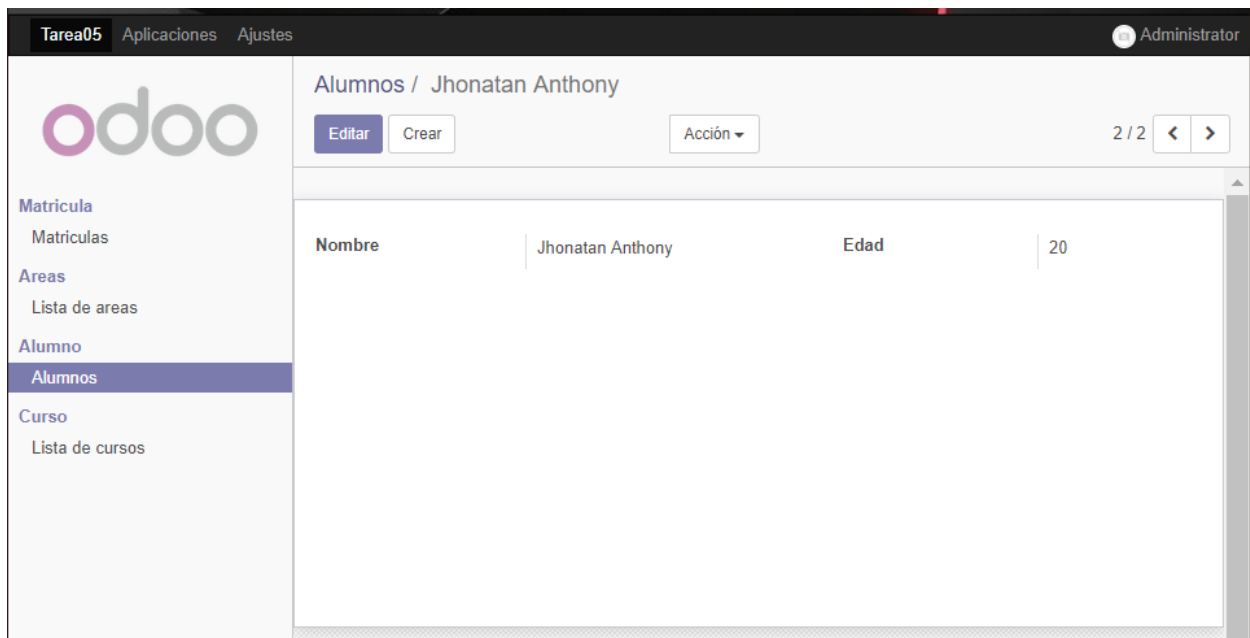 Tarea05 Aplicaciones Ajustes Administrator
odoo
Alumnos / Jhonatan Anthony
Editar Crear Acción 2 / 2
Matricula
Matriculas
Areas
Lista de areas
Alumno
Alumnos
Curso
Lista de cursos
Nombre Jhonatan Anthony Edad 20